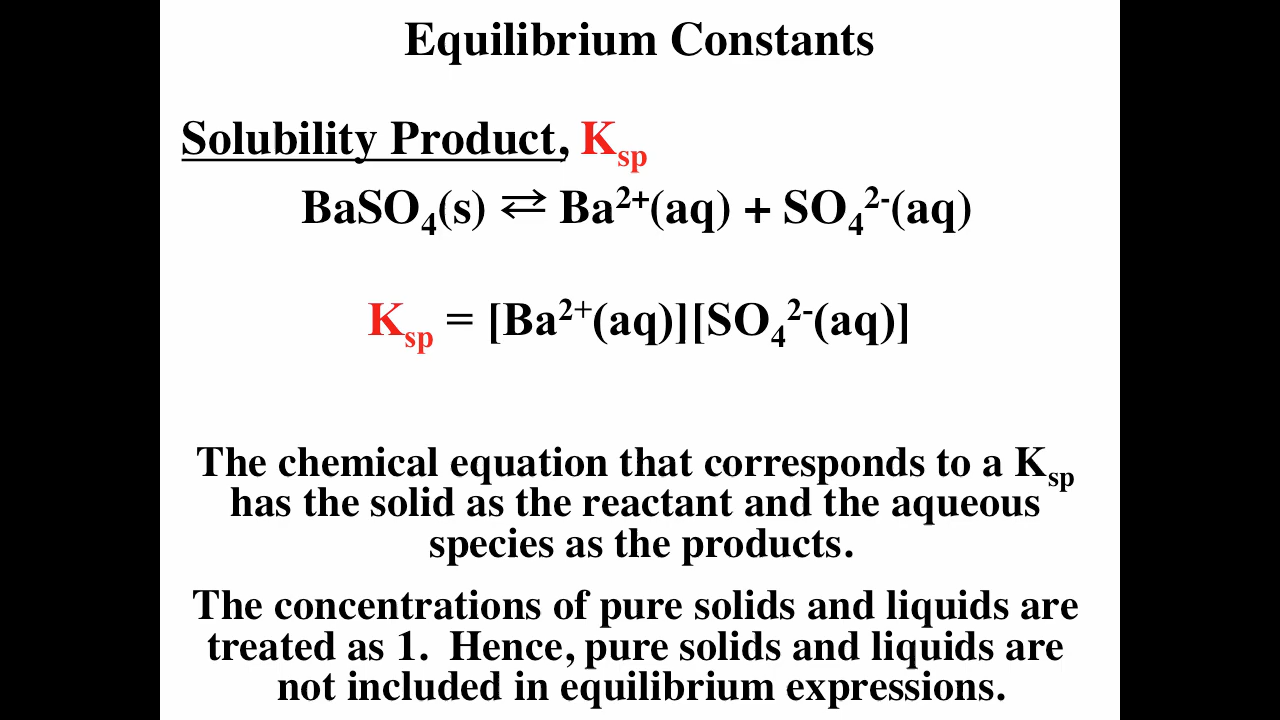 Equilibrium Constants
Solubility Product, Ksp
BaSO₄(s) ⇄ Ba²⁺(aq) + SO₄²⁻(aq)
Ksp = [Ba²⁺(aq)][SO₄²⁻(aq)]
The chemical equation that corresponds to a Ksp
has the solid as the reactant and the aqueous
species as the products.
The concentrations of pure solids and liquids are
treated as 1. Hence, pure solids and liquids are
not included in equilibrium expressions.